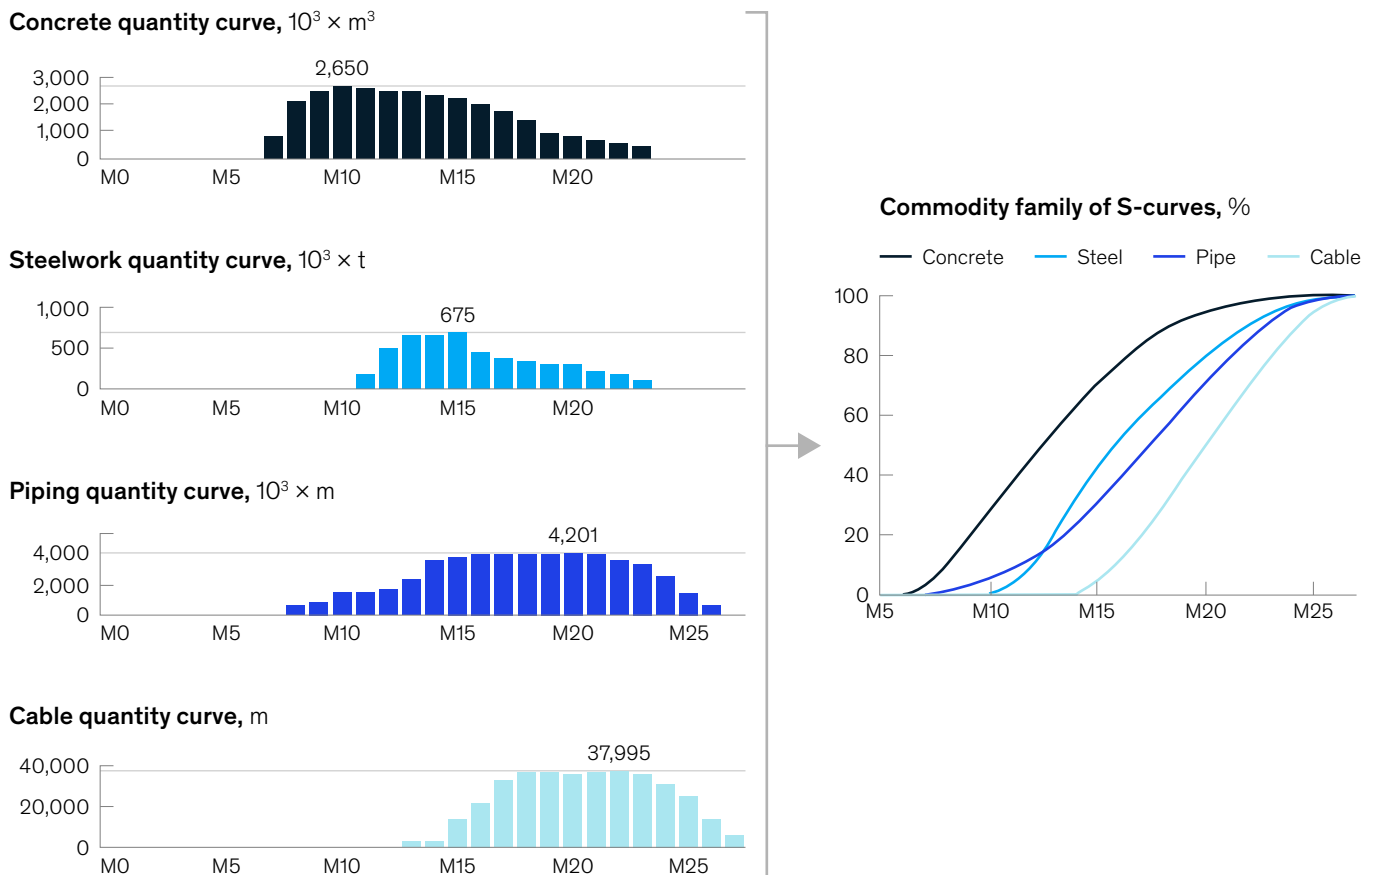 Concrete quantity curve, 10³ × m³
2,650
3,000
2,000
1,000
0
M0 M5 M10 M15 M20
Steelwork quantity curve, 10³ × t
675
1,000
500
0
M0 M5 M10 M15 M20
Piping quantity curve, 10³ × m
4,201
4,000
2,000
0
M0 M5 M10 M15 M20 M25
Cable quantity curve, m
37,995
40,000
20,000
0
M0 M5 M10 M15 M20 M25
Commodity family of S-curves, %
Concrete Steel Pipe Cable
100
80
60
40
20
0
M5 M10 M15 M20 M25